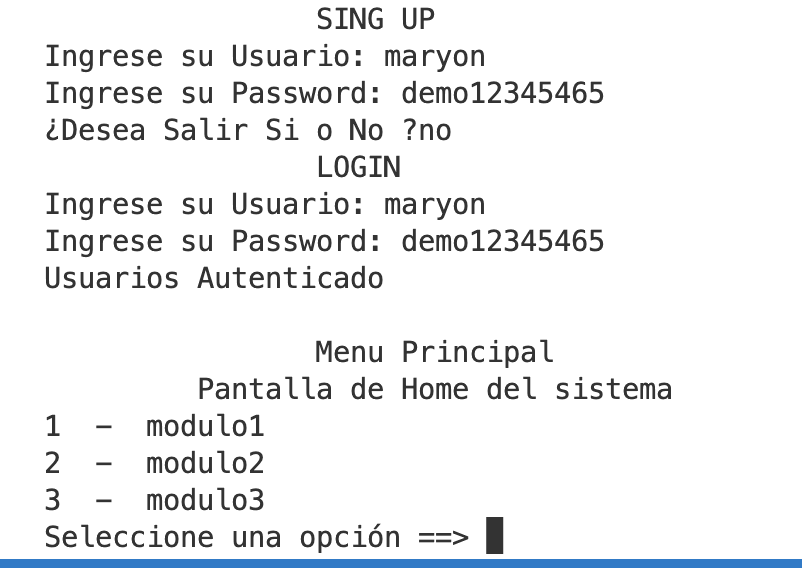 SING UP
Ingrese su Usuario: maryon
Ingrese su Password: demo12345465
¿Desea Salir Si o No ?no
LOGIN
Ingrese su Usuario: maryon
Ingrese su Password: demo12345465
Usuarios Autenticado
Menu Principal
Pantalla de Home del sistema
1  –  modulo1
2  –  modulo2
3  –  modulo3
Seleccione una opción ==>